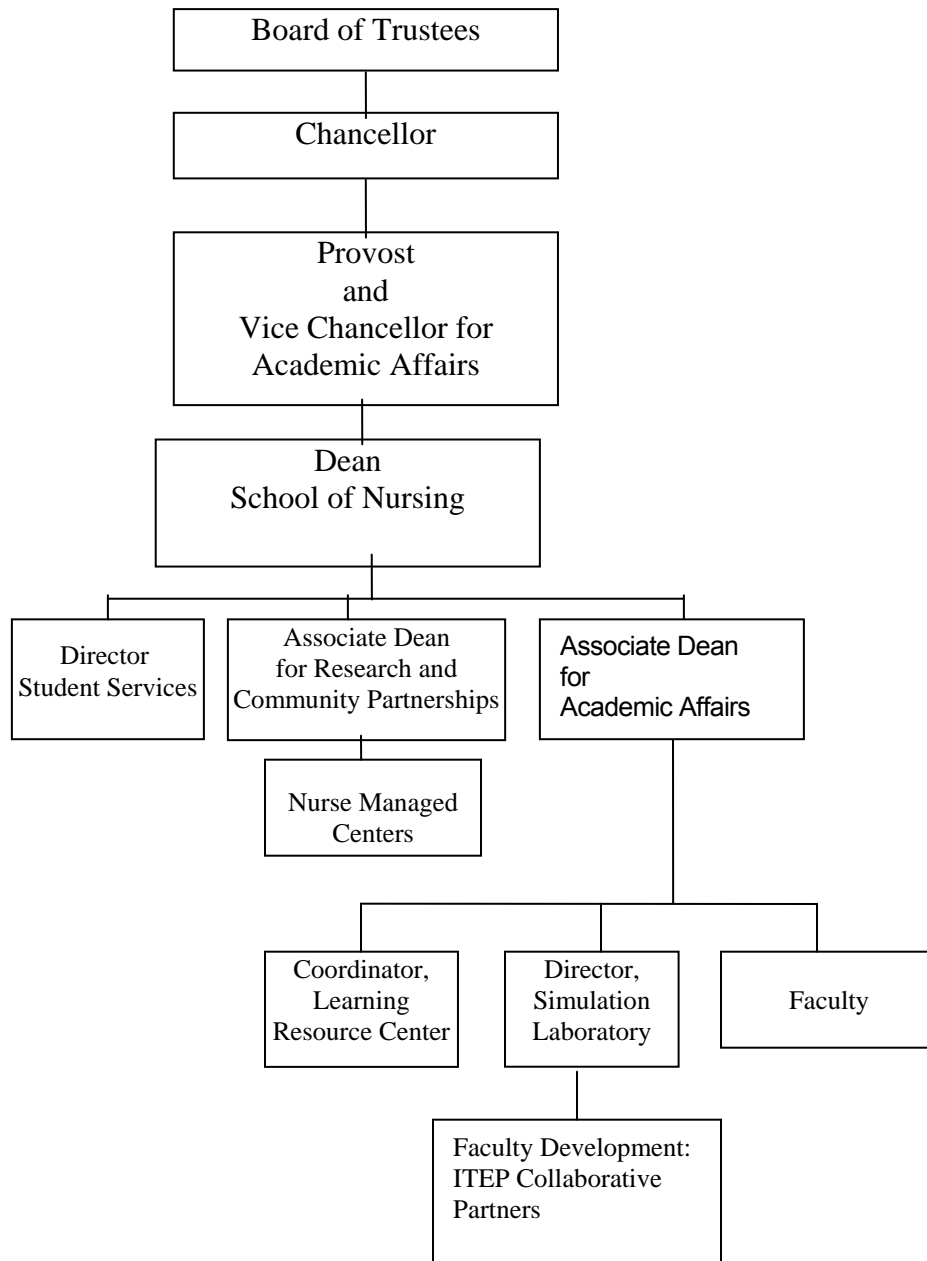 Board of Trustees
Chancellor
Provost
and
Vice Chancellor for
Academic Affairs
Dean
School of Nursing
Director
Student Services
Associate Dean
for Research and
Community Partnerships
Associate Dean
for
Academic Affairs
Nurse Managed
Centers
Coordinator,
Learning
Resource Center
Director,
Simulation
Laboratory
Faculty
Faculty Development:
ITEP Collaborative
Partners